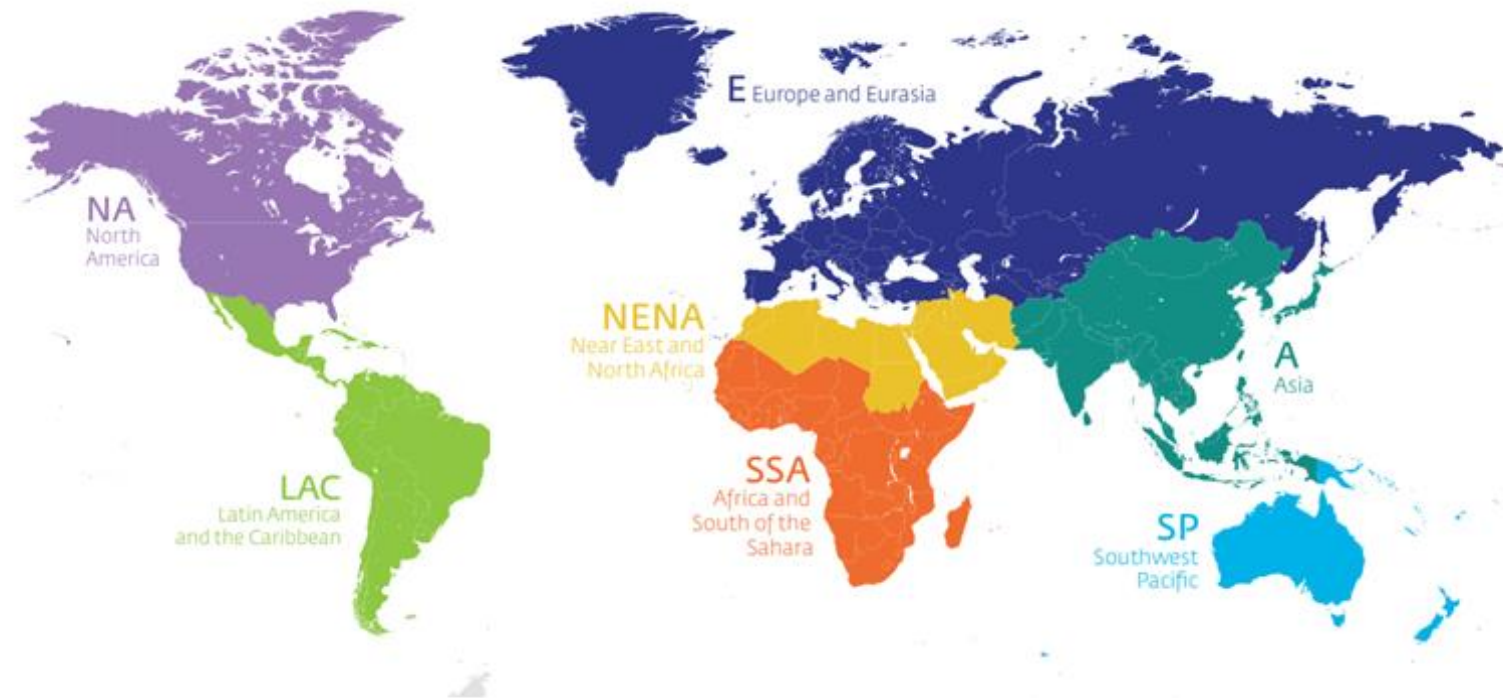 E Europe and Eurasia
NA
North
America
NENA
Near East and
North Africa
A
Asia
SSA
Africa and
South of the
Sahara
LAC
Latin America
and the Caribbean
SP
Southwest
Pacific